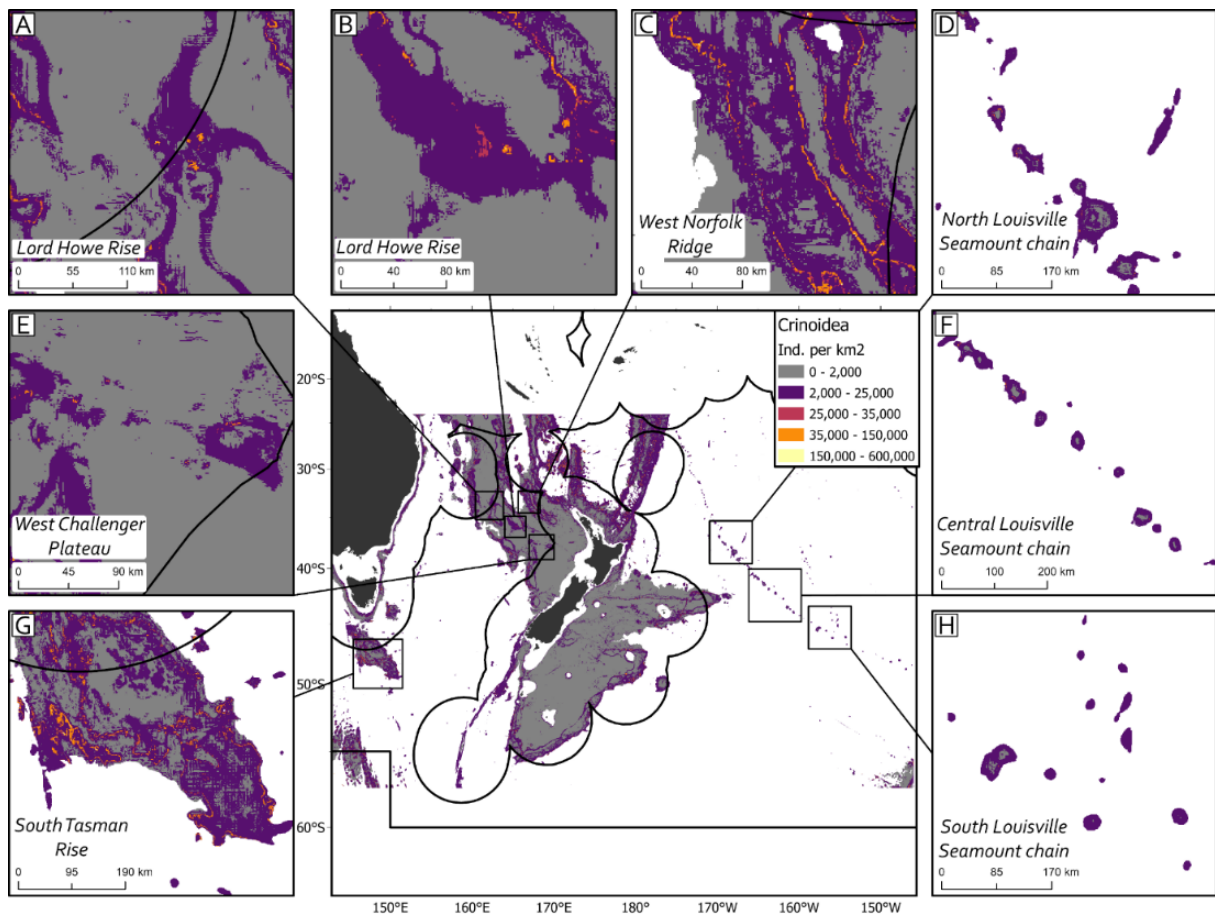 A
Lord Howe Rise
0 55 110 km
B
Lord Howe Rise
0 40 80 km
C
West Norfolk
Ridge
0 40 80 km
D
North Louisville
Seamount chain
0 85 170 km
E
West Challenger
Plateau
0 45 90 km
Crinoidea
Ind. per km2
0 - 2,000
2,000 - 25,000
25,000 - 35,000
35,000 - 150,000
150,000 - 600,000
20°S
30°S
40°S
50°S
60°S
150°E 160°E 170°E 180° 170°W 160°W 150°W
F
Central Louisville
Seamount chain
0 100 200 km
G
South Tasman
Rise
0 95 190 km
H
South Louisville
Seamount chain
0 85 170 km